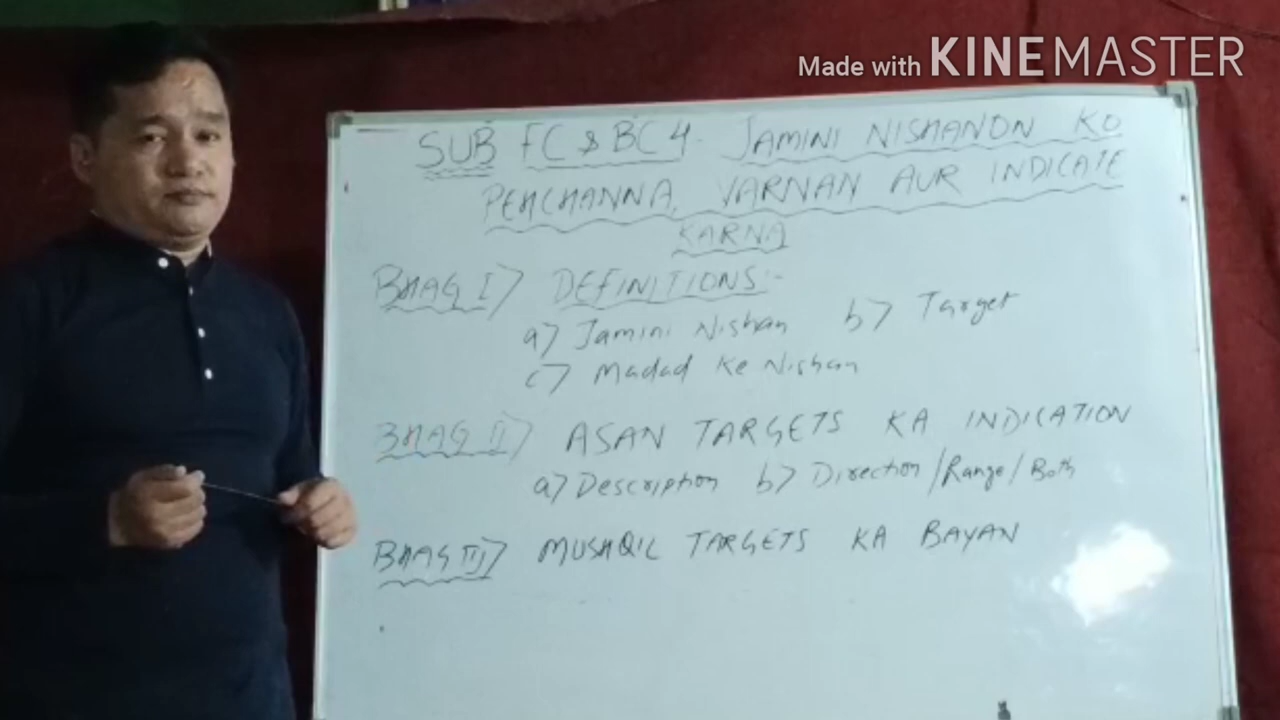 Made with KINEMASTER
SUB FC & BC 4- JAMINI NISHANON KO
PEHCHANNA, VARNAN AUR INDICATE
KARNA
BHAG I) DEFINITIONS:-
a) Jamini Nishan b) Target
c) Madad Ke Nishan
BHAG II) ASAN TARGETS KA INDICATION
a) Description b) Direction/Range/Both
BHAG III) MUSHQIL TARGETS KA BAYAN